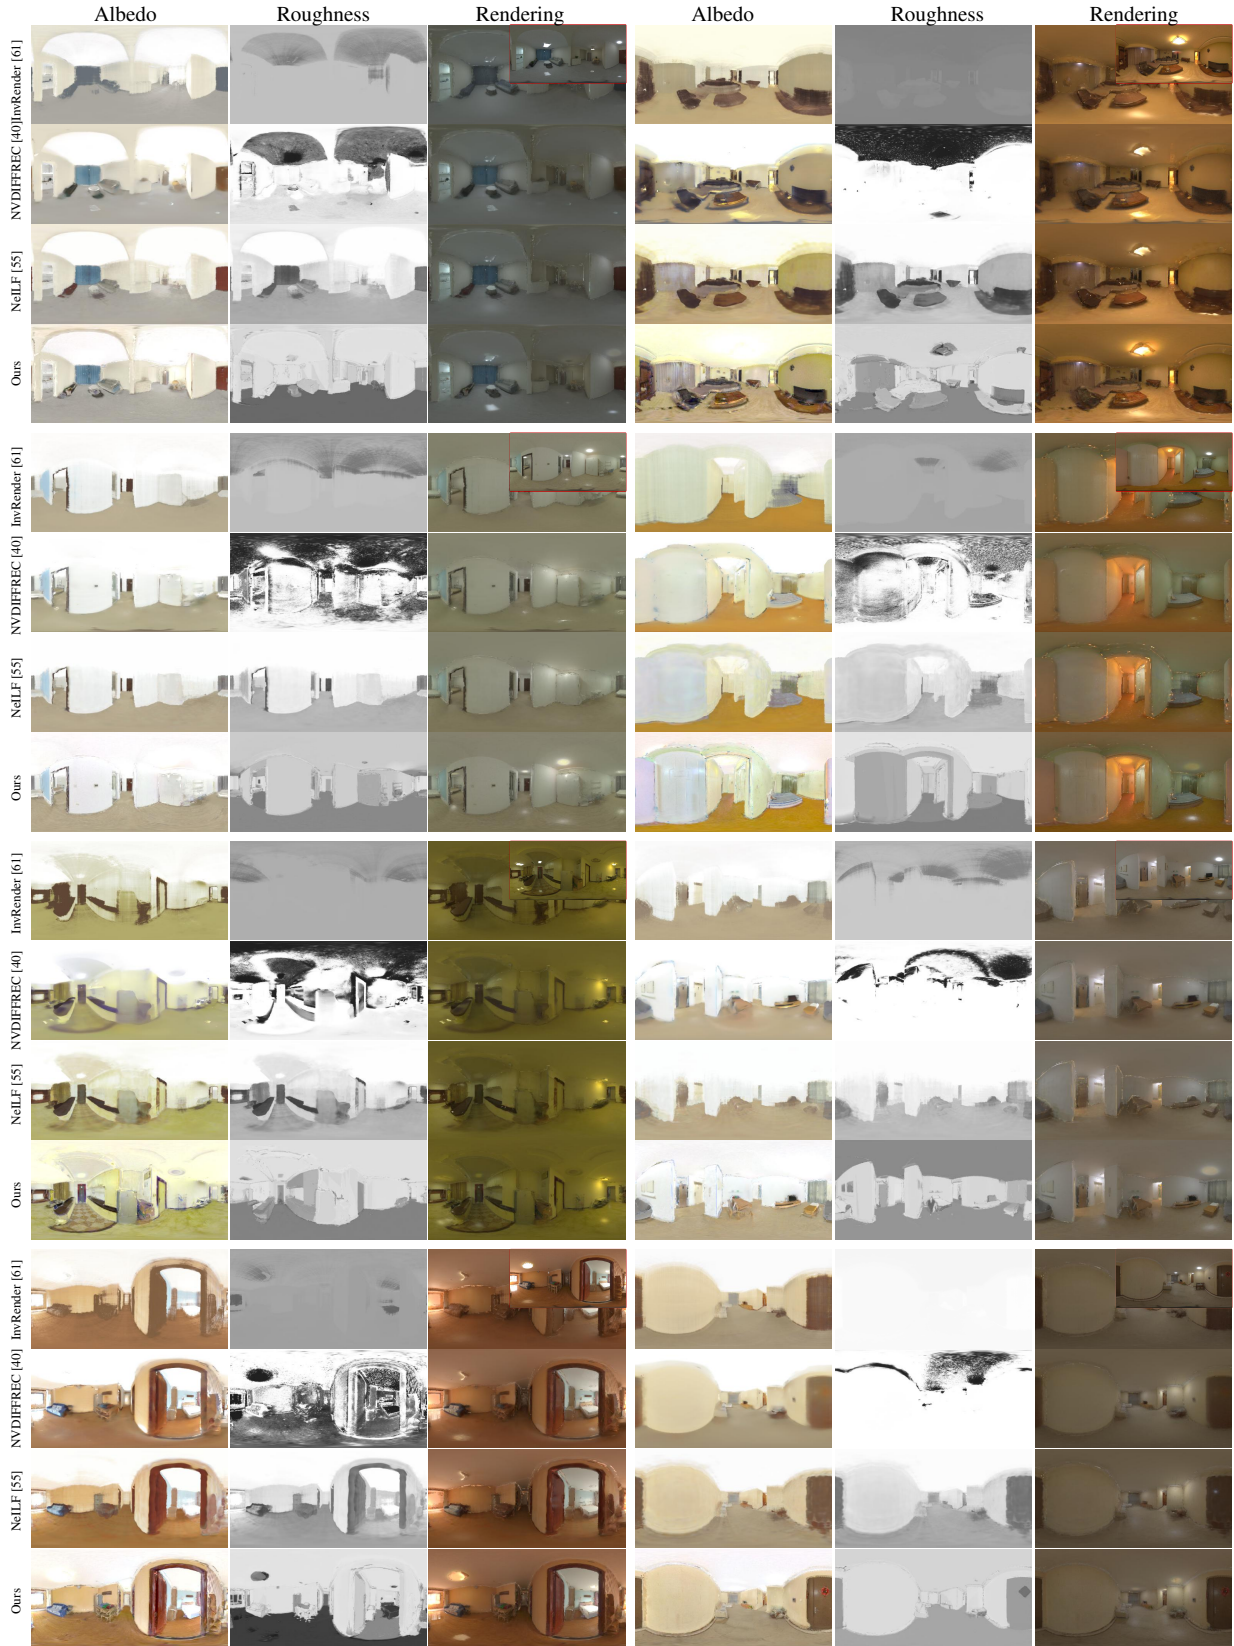 Albedo Roughness Rendering Albedo Roughness Rendering
InvRender [61]
NVDIFFREC [40]
NeILF [55]
Ours
InvRender [61]
NVDIFFREC [40]
NeILF [55]
Ours
InvRender [61]
NVDIFFREC [40]
NeILF [55]
Ours
InvRender [61]
NVDIFFREC [40]
NeILF [55]
Ours